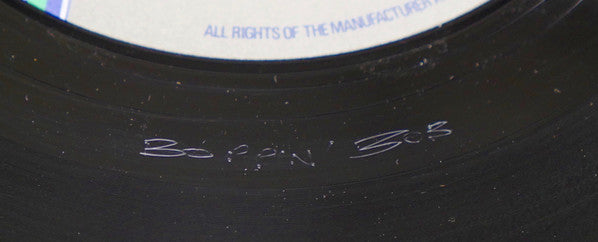 ALL RIGHTS OF THE MANUFACTURER
BOPPIN' BOB